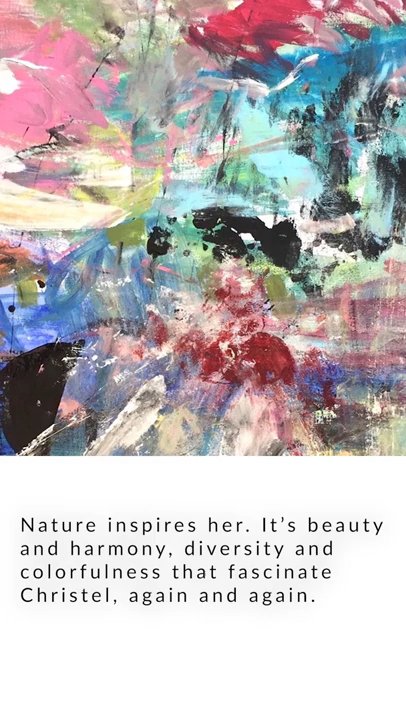 Nature inspires her. It’s beauty
and harmony, diversity and
colorfulness that fascinate
Christel, again and again.